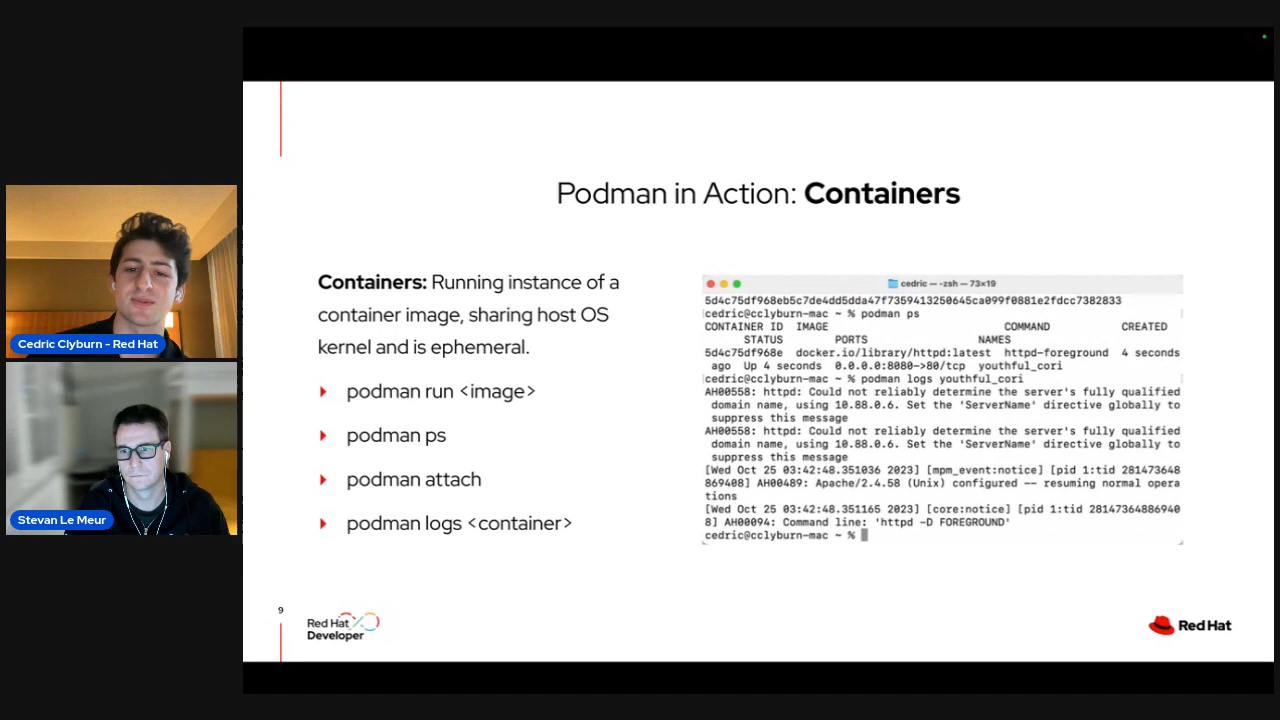 Podman in Action: Containers
Containers: Running instance of a
container image, sharing host OS
kernel and is ephemeral.
podman run <image>
podman ps
podman attach
podman logs <container>
cedric — -zsh — 73×19
5d4c75df968eb5c7de4dd5dda47f7359413250645ca099f0881e2fdcc7382833
cedric@cclyburn-mac ~ % podman ps
CONTAINER ID  IMAGE                           COMMAND           CREATED
      STATUS        PORTS                 NAMES
5d4c75df968e  docker.io/library/httpd:latest  httpd-foreground  4 seconds
 ago  Up 4 seconds  0.0.0.0:8080->80/tcp  youthful_cori
cedric@cclyburn-mac ~ % podman logs youthful_cori
AH00558: httpd: Could not reliably determine the server's fully qualified
 domain name, using 10.88.0.6. Set the 'ServerName' directive globally to
 suppress this message
AH00558: httpd: Could not reliably determine the server's fully qualified
 domain name, using 10.88.0.6. Set the 'ServerName' directive globally to
 suppress this message
[Wed Oct 25 03:42:48.351036 2023] [mpm_event:notice] [pid 1:tid 281473648
869408] AH00489: Apache/2.4.58 (Unix) configured -- resuming normal opera
tions
[Wed Oct 25 03:42:48.351165 2023] [core:notice] [pid 1:tid 28147364886940
8] AH00094: Command line: 'httpd -D FOREGROUND'
cedric@cclyburn-mac ~ %
Cedric Clyburn - Red Hat
Stevan Le Meur
9
Red Hat
Developer
Red Hat